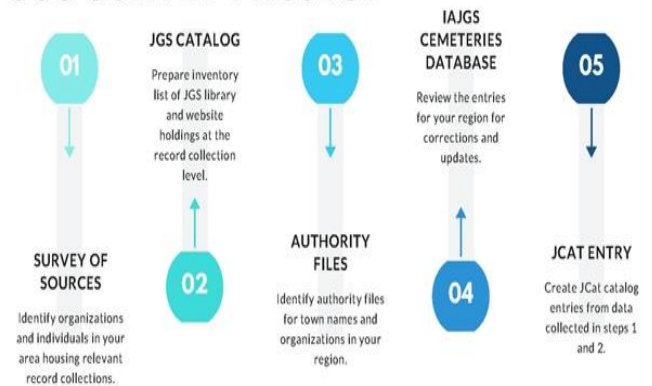 01
SURVEY OF
SOURCES
Identify organizations
and individuals in your
area housing relevant
record collections.
JGS CATALOG
Prepare inventory
list of JGS library
and website
holdings at the
record collection
level.
02
03
AUTHORITY
FILES
Identify authority files
for town names and
organizations in your
region.
IAJGS
CEMETERIES
DATABASE
Review the entries
for your region for
corrections and
updates.
04
05
JCAT ENTRY
Create JCat catalog
entries from data
collected in steps 1
and 2.